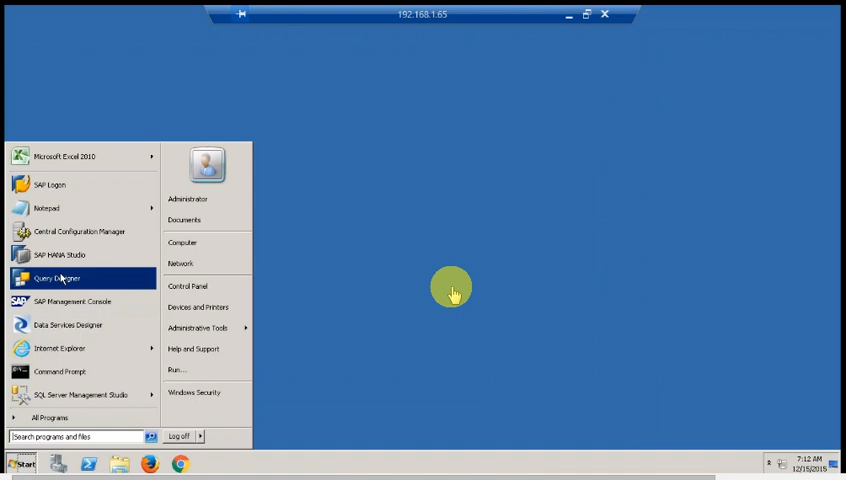 192.168.1.65
Microsoft Excel 2010
SAP Logon
Notepad
Central Configuration Manager
SAP HANA Studio
Query Designer
SAP Management Console
Data Services Designer
Internet Explorer
Command Prompt
SQL Server Management Studio
All Programs
Search programs and files
Administrator
Documents
Computer
Network
Control Panel
Devices and Printers
Administrative Tools
Help and Support
Run...
Windows Security
Log off
Start
7:12 AM
12/15/2015